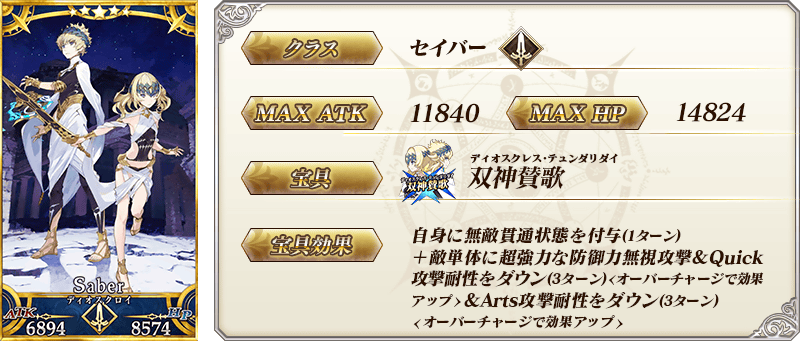 Saber
ディオスクロイ
ATK
HP
6894
8574
クラス
セイバー
MAX ATK
11840
MAX HP
14824
宝具
双神賛歌
ディオスクレス・テュンダリダイ
双神賛歌
宝具効果
自身に無敵貫通状態を付与(1ターン)
＋敵単体に超強力な防御力無視攻撃＆Quick
攻撃耐性をダウン(3ターン)<オーバーチャージで効果
アップ>＆Arts攻撃耐性をダウン(3ターン)
<オーバーチャージで効果アップ>